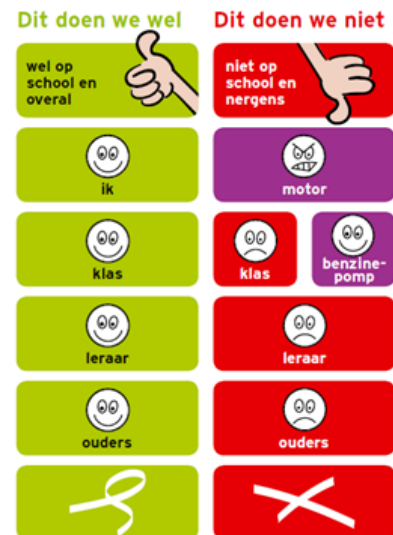 Dit doen we wel
wel op
school en
overal
ik
klas
leraar
ouders
Dit doen we niet
niet op
school en
nergens
motor
klas
benzine-
pomp
leraar
ouders